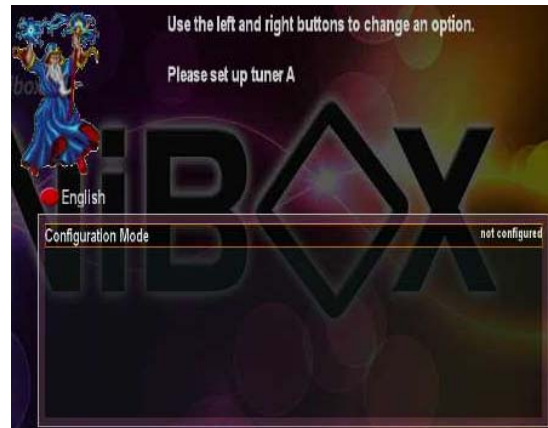 Use the left and right buttons to change an option.
Please set up tuner A
English
Configuration Mode not configured